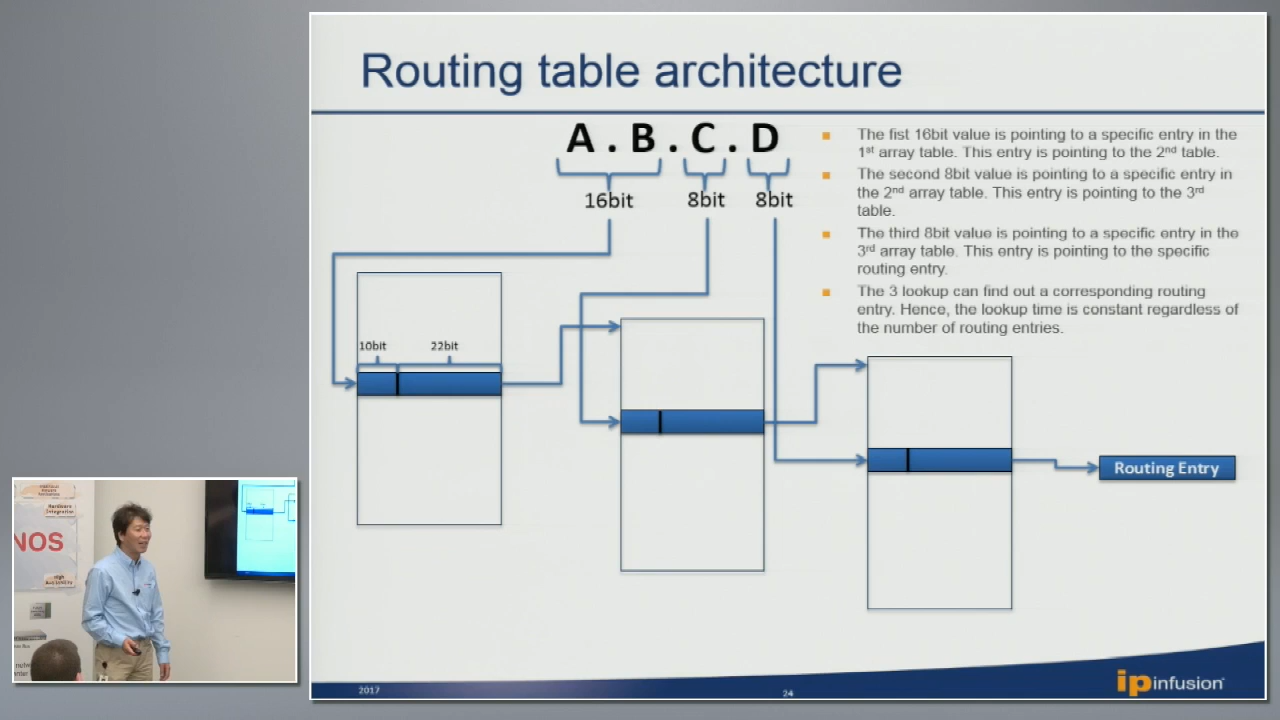 Routing table architecture
A . B . C . D
16bit
8bit
8bit
The fist 16bit value is pointing to a specific entry in the
1st array table. This entry is pointing to the 2nd table.
The second 8bit value is pointing to a specific entry in
the 2nd array table. This entry is pointing to the 3rd
table.
The third 8bit value is pointing to a specific entry in the
3rd array table. This entry is pointing to the specific
routing entry.
The 3 lookup can find out a corresponding routing
entry. Hence, the lookup time is constant regardless of
the number of routing entries.
10bit
22bit
Routing Entry
Hardware
Integration
NOS
High
2017
24
ipinfusion